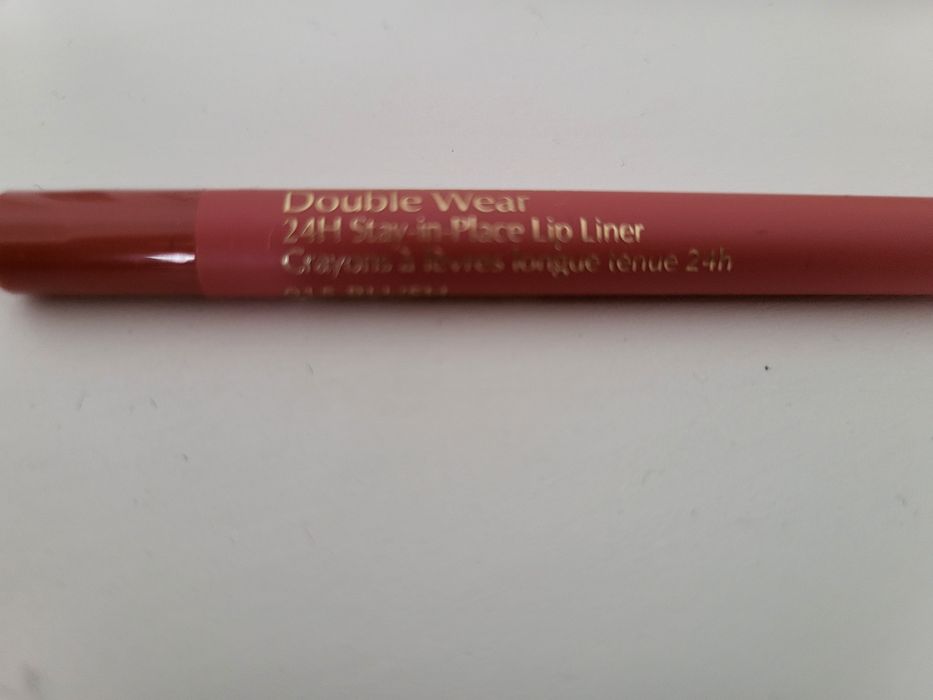 Double Wear
24H Stay-in-Place Lip Liner
Crayons à lèvres longue tenue 24h